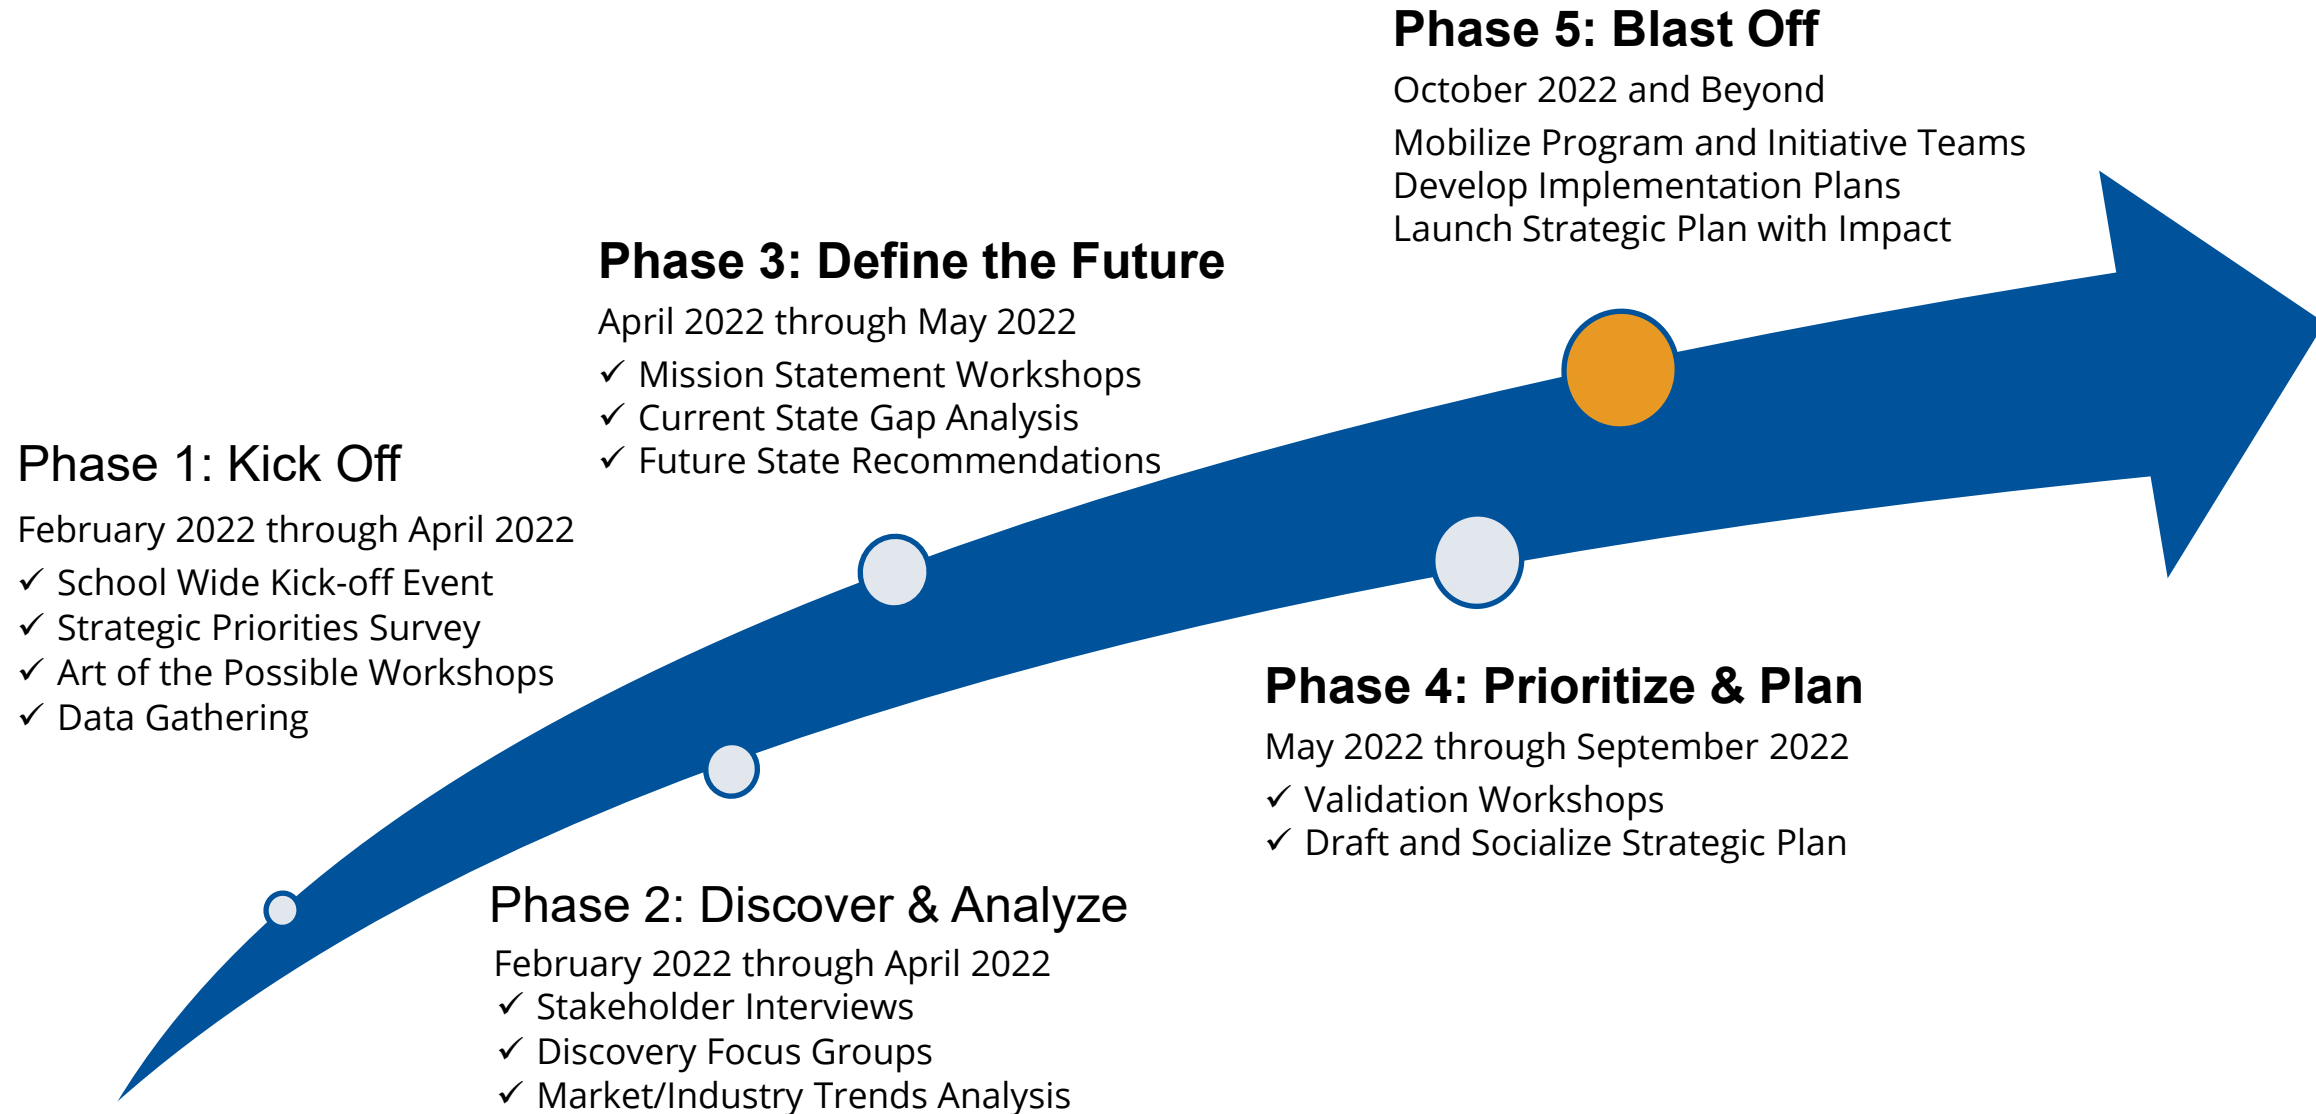 Phase 1: Kick Off
February 2022 through April 2022
✓ School Wide Kick-off Event
✓ Strategic Priorities Survey
✓ Art of the Possible Workshops
✓ Data Gathering
Phase 2: Discover & Analyze
February 2022 through April 2022
✓ Stakeholder Interviews
✓ Discovery Focus Groups
✓ Market/Industry Trends Analysis
Phase 3: Define the Future
April 2022 through May 2022
✓ Mission Statement Workshops
✓ Current State Gap Analysis
✓ Future State Recommendations
Phase 4: Prioritize & Plan
May 2022 through September 2022
✓ Validation Workshops
✓ Draft and Socialize Strategic Plan
Phase 5: Blast Off
October 2022 and Beyond
Mobilize Program and Initiative Teams
Develop Implementation Plans
Launch Strategic Plan with Impact